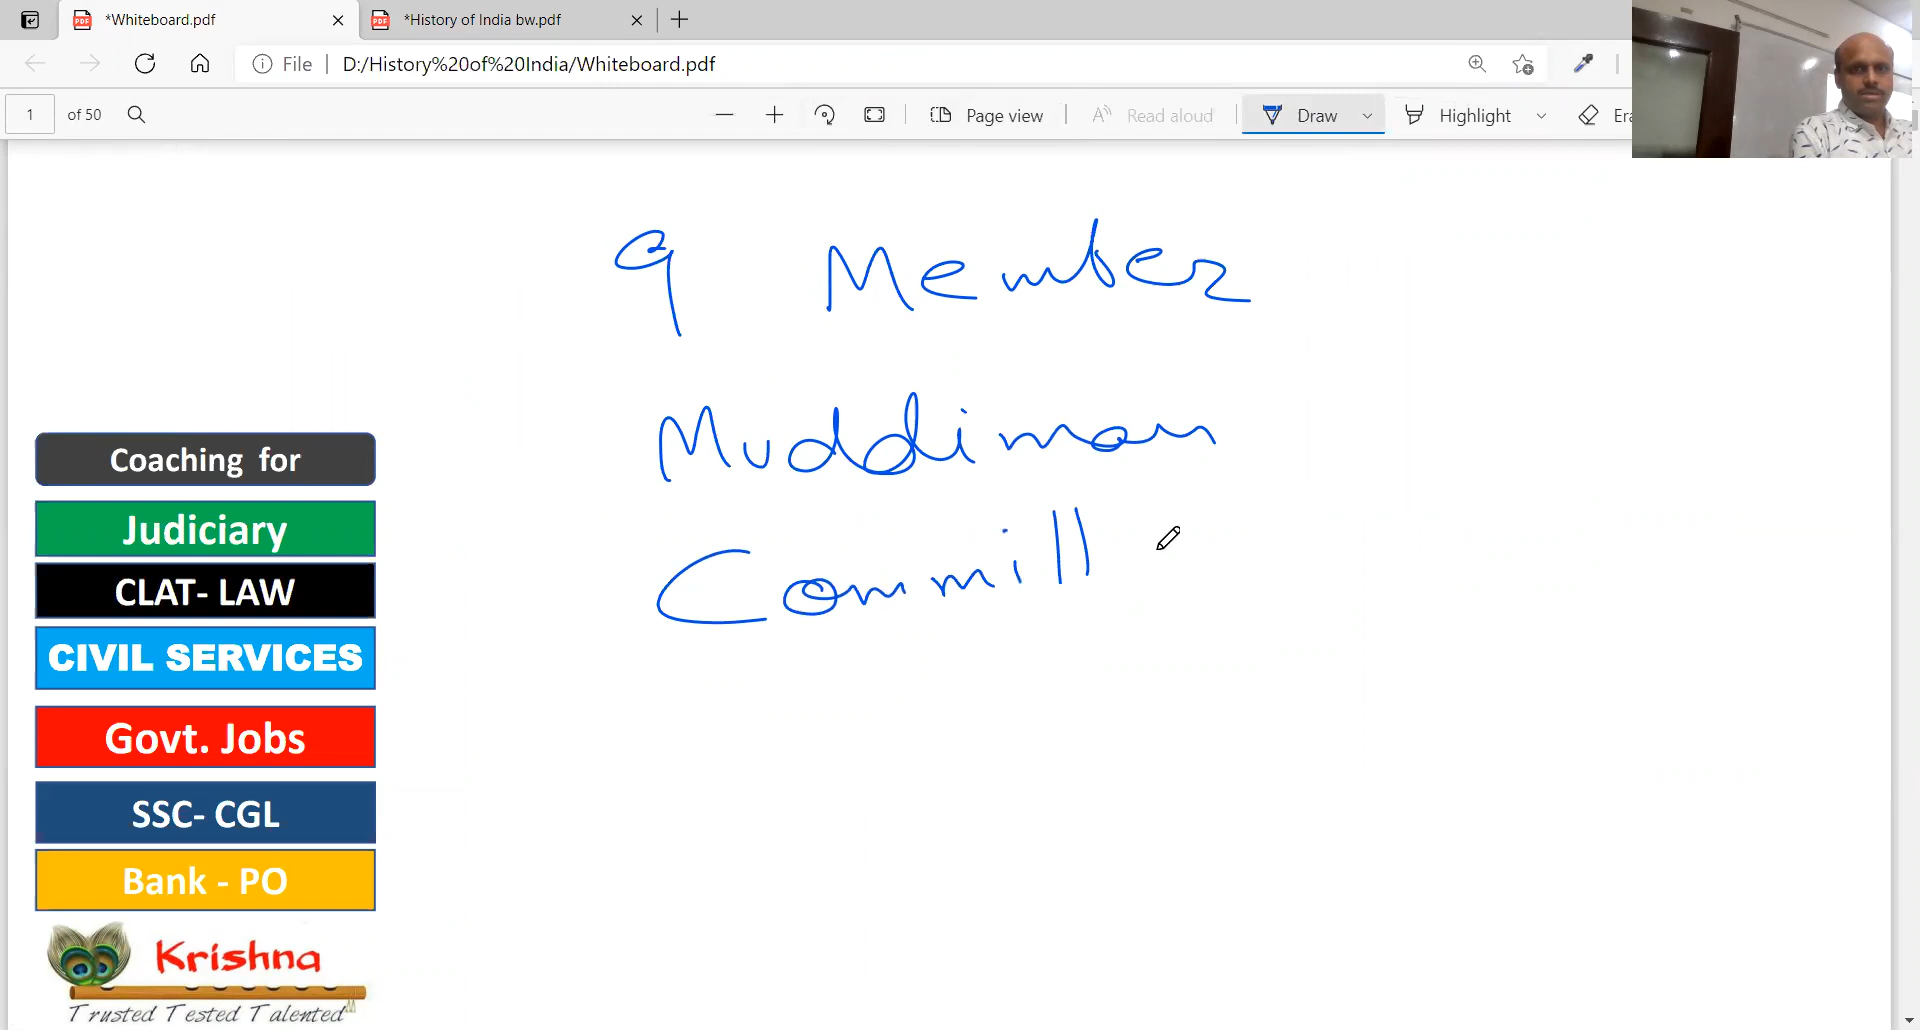 *Whiteboard.pdf
*History of India bw.pdf
File
D:/History%20of%20India/Whiteboard.pdf
1 of 50
Page view
Read aloud
Draw
Highlight
Era
9 Member
Muddiman
Committ
Coaching for
Judiciary
CLAT- LAW
CIVIL SERVICES
Govt. Jobs
SSC- CGL
Bank - PO
Krishna
Trusted Tested Talented